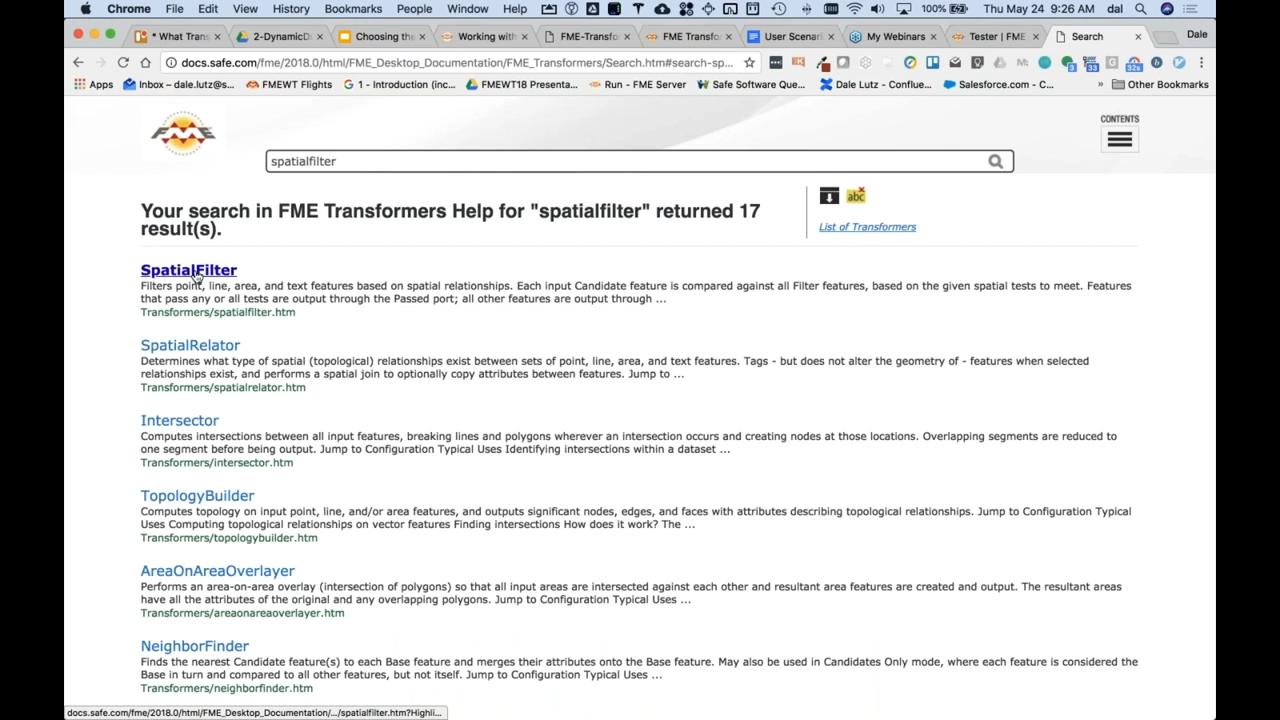 Chrome File Edit View History Bookmarks People Window Help 100% Thu May 24 9:26 AM dal
* What Trans 2-DynamicDa Choosing the Working with FME-Transfo FME Transfo User Scenari My Webinars Tester | FME Search Dale
docs.safe.com/fme/2018.0/html/FME_Desktop_Documentation/FME_Transformers/Search.htm#search-sp...
Apps Inbox – dale.lutz@s... FMEWT Flights 1 - Introduction (inc... FMEWT18 Presenta... Run - FME Server Safe Software Que... Dale Lutz - Conflue... Salesforce.com - C... » Other Bookmarks
FME
CONTENTS
spatialfilter
Your search in FME Transformers Help for "spatialfilter" returned 17
result(s).
abc
List of Transformers
SpatialFilter
Filters point, line, area, and text features based on spatial relationships. Each input Candidate feature is compared against all Filter features, based on the given spatial tests to meet. Features
that pass any or all tests are output through the Passed port; all other features are output through ...
Transformers/spatialfilter.htm
SpatialRelator
Determines what type of spatial (topological) relationships exist between sets of point, line, area, and text features. Tags - but does not alter the geometry of - features when selected
relationships exist, and performs a spatial join to optionally copy attributes between features. Jump to ...
Transformers/spatialrelator.htm
Intersector
Computes intersections between all input features, breaking lines and polygons wherever an intersection occurs and creating nodes at those locations. Overlapping segments are reduced to
one segment before being output. Jump to Configuration Typical Uses Identifying intersections within a dataset ...
Transformers/intersector.htm
TopologyBuilder
Computes topology on input point, line, and/or area features, and outputs significant nodes, edges, and faces with attributes describing topological relationships. Jump to Configuration Typical
Uses Computing topological relationships on vector features Finding intersections How does it work? The ...
Transformers/topologybuilder.htm
AreaOnAreaOverlayer
Performs an area-on-area overlay (intersection of polygons) so that all input areas are intersected against each other and resultant area features are created and output. The resultant areas
have all the attributes of the original and any overlapping polygons. Jump to Configuration Typical Uses ...
Transformers/areaonareaoverlayer.htm
NeighborFinder
Finds the nearest Candidate feature(s) to each Base feature and merges their attributes onto the Base feature. May also be used in Candidates Only mode, where each feature is considered the
Base in turn and compared to all other features, but not itself. Jump to Configuration Typical Uses ...
Transformers/neighborfinder.htm
docs.safe.com/fme/2018.0/html/FME_Desktop_Documentation/.../spatialfilter.htm?Highli...